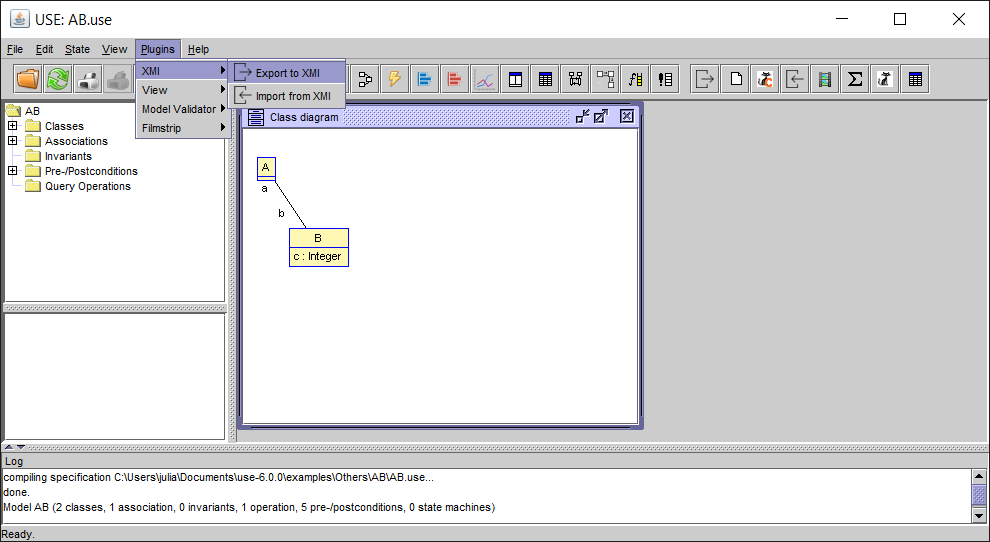 USE: AB.use
File Edit State View Plugins Help
XMI
View
Model Validator
Filmstrip
Export to XMI
Import from XMI
AB
Classes
Associations
Invariants
Pre-/Postconditions
Query Operations
Class diagram
A
a
b
B
c : Integer
Log
compiling specification C:\Users\julia\Documents\use-6.0.0\examples\Others\AB\AB.use...
done.
Model AB (2 classes, 1 association, 0 invariants, 1 operation, 5 pre-/postconditions, 0 state machines)
Ready.